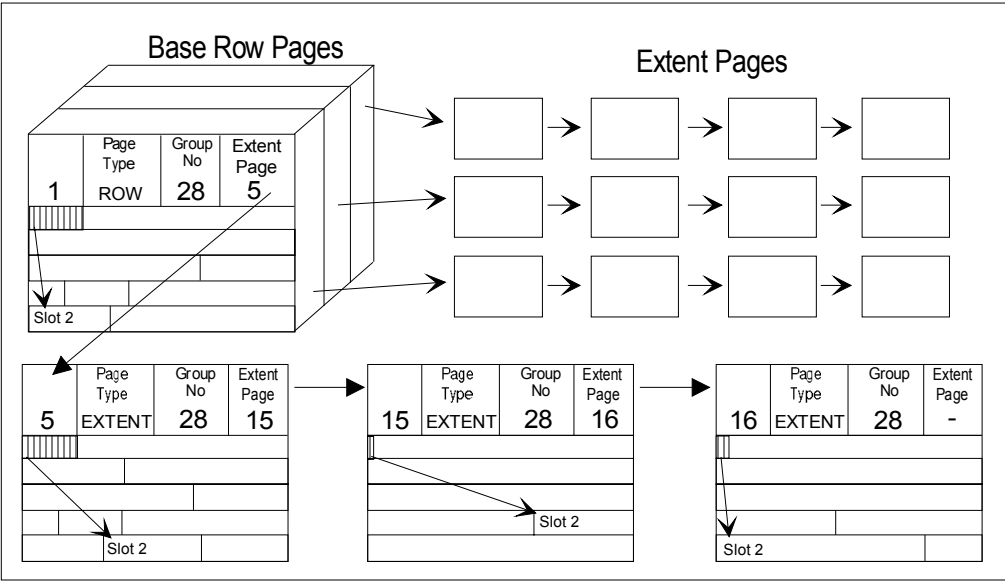 Base Row Pages
Extent Pages
Page Type
Group No
Extent Page
1
ROW
28
5
Slot 2
Page Type
Group No
Extent Page
5
EXTENT
28
15
Slot 2
Page Type
Group No
Extent Page
15
EXTENT
28
16
Slot 2
Page Type
Group No
Extent Page
16
EXTENT
28
-
Slot 2